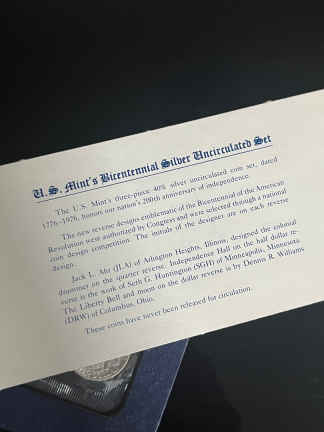 U.S. Mint's Bicentennial Silver Uncirculated Set
The U.S. Mint's three-piece 40% silver uncirculated coin set, dated
1776-1976, honors our nation's 200th anniversary of independence.
The new reverse designs emblematic of the Bicentennial of the American
Revolution were authorized by Congress and were selected through a national
coin design competition. The initials of the designer are on each reverse
design.
Jack L. Ahr (JLA) of Arlington Heights, Illinois, designed the colonial
drummer on the quarter reverse. Independence Hall on the half dollar re-
verse is the work of Seth G. Huntington (SGH) of Minneapolis, Minnesota.
The Liberty Bell and moon on the dollar reverse is by Dennis R. Williams
(DRW) of Columbus, Ohio.
These coins have never been released for circulation.